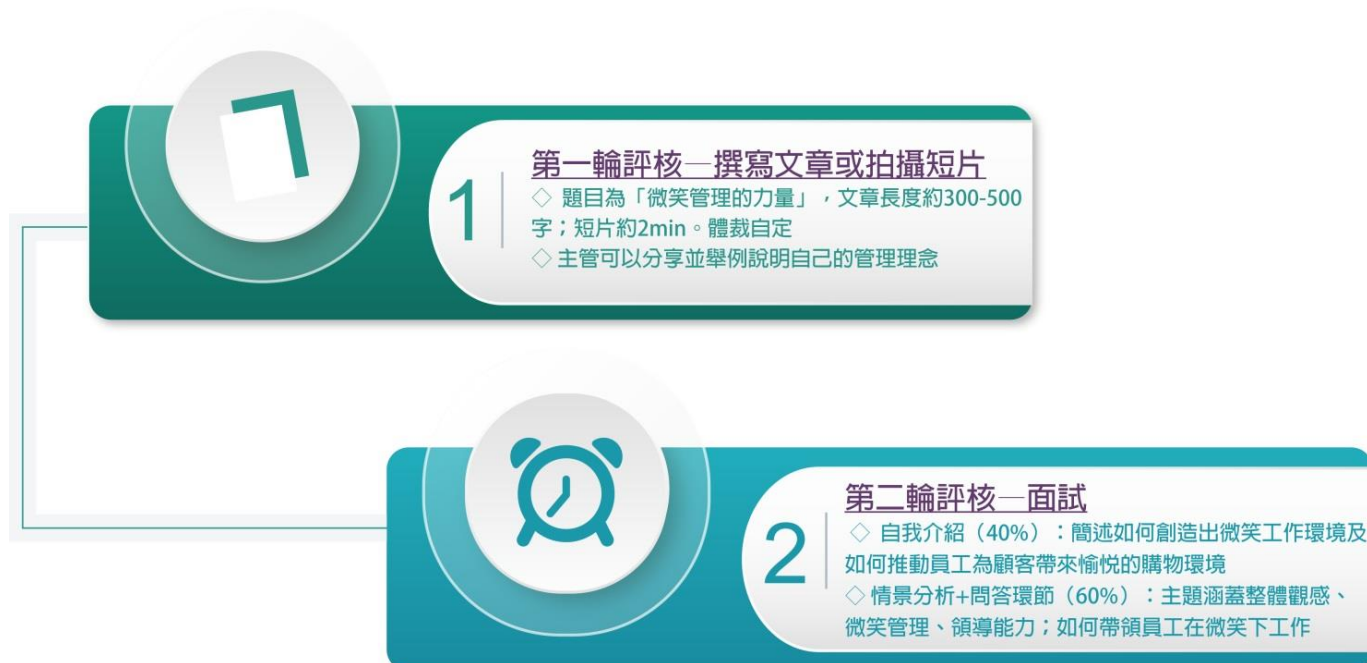 1
第一輪評核—撰寫文章或拍攝短片
◇ 題目為「微笑管理的力量」，文章長度約300-500
字；短片約2min。體裁自定
◇ 主管可以分享並舉例說明自己的管理理念
2
第二輪評核—面試
◇ 自我介紹（40%）：簡述如何創造出微笑工作環境及
如何推動員工為顧客帶來愉悅的購物環境
◇ 情景分析+問答環節（60%）：主題涵蓋整體觀感、
微笑管理、領導能力；如何帶領員工在微笑下工作